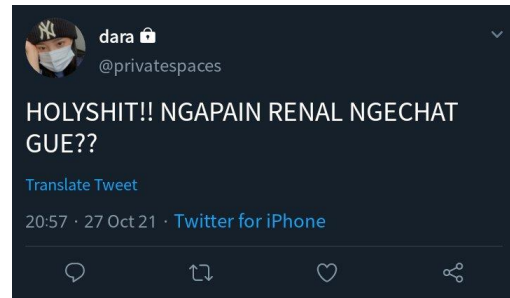 dara
@privatespaces
HOLYSHIT!! NGAPAIN RENAL NGECHAT
GUE??
Translate Tweet
20:57 · 27 Oct 21 · Twitter for iPhone